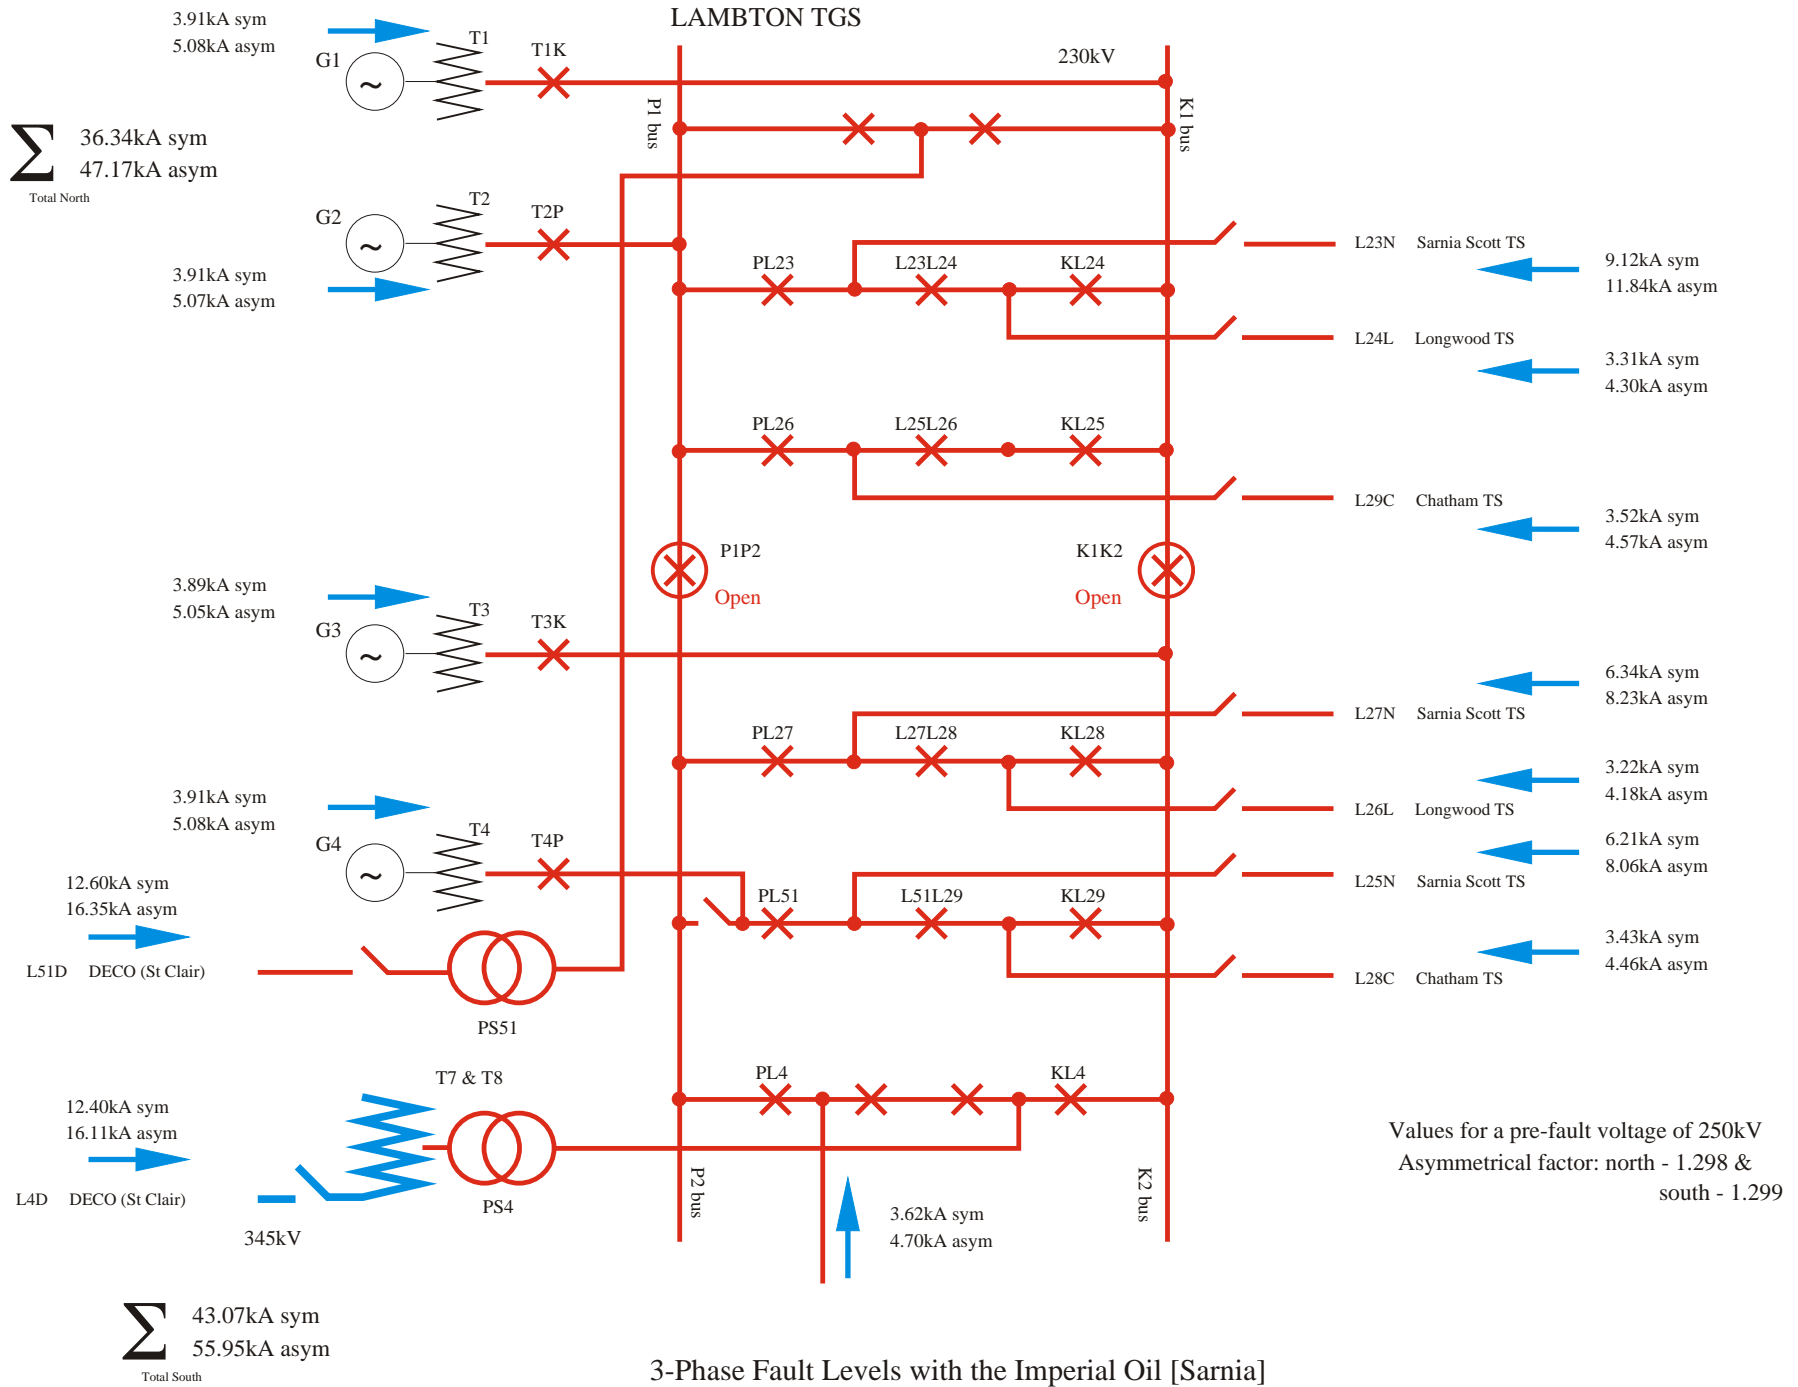 LAMBTON TGS
3.91kA sym
5.08kA asym
G1
~
T1
T1K
230kV
P1 bus
K1 bus
Σ
36.34kA sym
47.17kA asym
Total North
G2
~
T2
T2P
3.91kA sym
5.07kA asym
PL23
L23L24
KL24
L23N Sarnia Scott TS
9.12kA sym
11.84kA asym
L24L Longwood TS
3.31kA sym
4.30kA asym
PL26
L25L26
KL25
L29C Chatham TS
3.52kA sym
4.57kA asym
P1P2
Open
K1K2
Open
3.89kA sym
5.05kA asym
G3
~
T3
T3K
6.34kA sym
8.23kA asym
PL27
L27L28
KL28
L27N Sarnia Scott TS
3.22kA sym
4.18kA asym
L26L Longwood TS
3.91kA sym
5.08kA asym
G4
~
T4
T4P
6.21kA sym
8.06kA asym
PL51
L51L29
KL29
L25N Sarnia Scott TS
12.60kA sym
16.35kA asym
L51D DECO (St Clair)
PS51
3.43kA sym
4.46kA asym
L28C Chatham TS
T7 & T8
PL4
KL4
12.40kA sym
16.11kA asym
L4D DECO (St Clair)
345kV
PS4
P2 bus
K2 bus
3.62kA sym
4.70kA asym
Values for a pre-fault voltage of 250kV
Asymmetrical factor: north - 1.298 &
south - 1.299
Σ
43.07kA sym
55.95kA asym
Total South
3-Phase Fault Levels with the Imperial Oil [Sarnia]